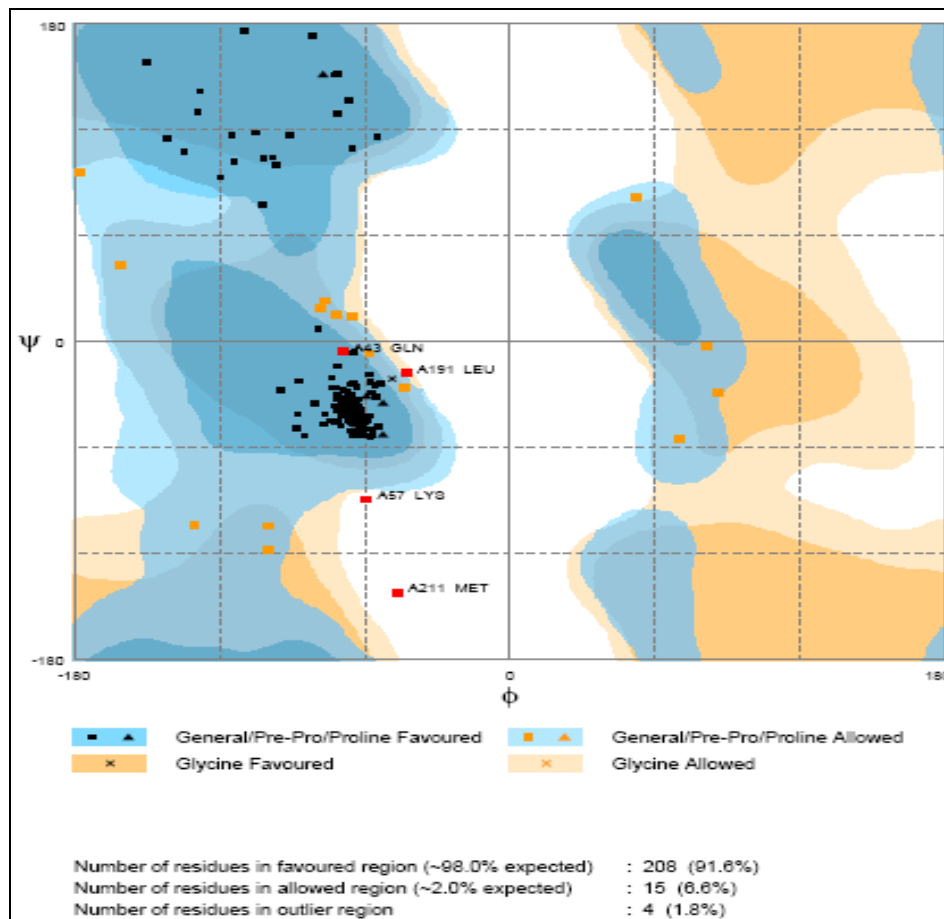 180
Ψ
0
A43 GLN
A191 LEU
A57 LYS
A211 MET
-180
-180
0
180
ϕ
General/Pre-Pro/Proline Favoured
General/Pre-Pro/Proline Allowed
Glycine Favoured
Glycine Allowed
Number of residues in favoured region (~98.0% expected) : 208 (91.6%)
Number of residues in allowed region (~2.0% expected) : 15 (6.6%)
Number of residues in outlier region : 4 (1.8%)